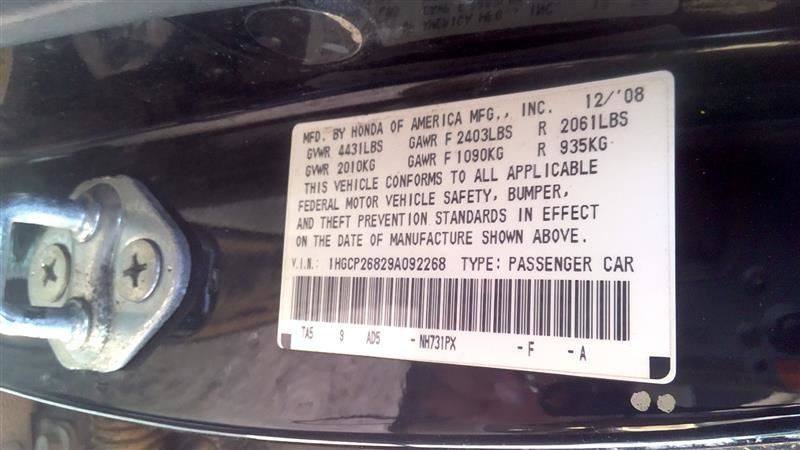 MFD. BY HONDA OF AMERICA MFG., INC. 12/'08
GVWR 4431LBS GAWR F 2403LBS R 2061LBS
GVWR 2010KG GAWR F 1090KG R 935KG
THIS VEHICLE CONFORMS TO ALL APPLICABLE
FEDERAL MOTOR VEHICLE SAFETY, BUMPER,
AND THEFT PREVENTION STANDARDS IN EFFECT
ON THE DATE OF MANUFACTURE SHOWN ABOVE.
V.I.N.: 1HGCP26829A092268 TYPE: PASSENGER CAR
TA5 9 AD5 -NH731PX -F -A